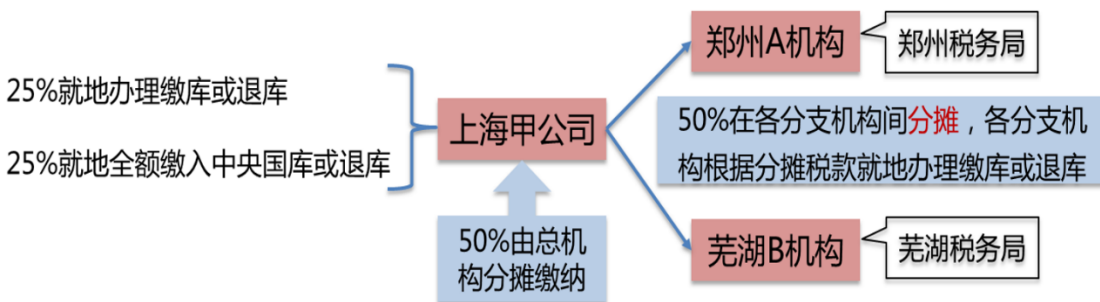 25%就地办理缴库或退库
25%就地全额缴入中央国库或退库
上海甲公司
50%由总机
构分摊缴纳
郑州A机构
郑州税务局
50%在各分支机构间分摊，各分支机
构根据分摊税款就地办理缴库或退库
芜湖B机构
芜湖税务局